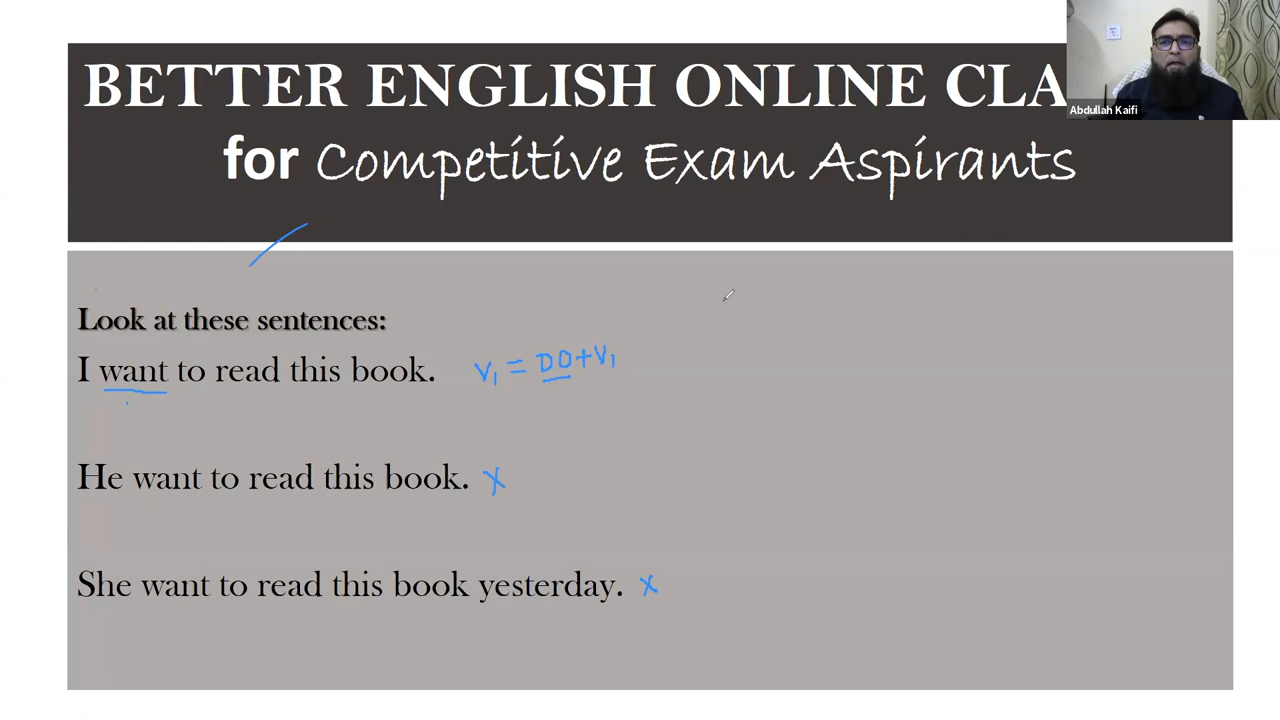 BETTER ENGLISH ONLINE CLA
for Competitive Exam Aspirants
Abdullah Kaifi
Look at these sentences:
I want to read this book. V1 = DO+V1
He want to read this book. X
She want to read this book yesterday. X